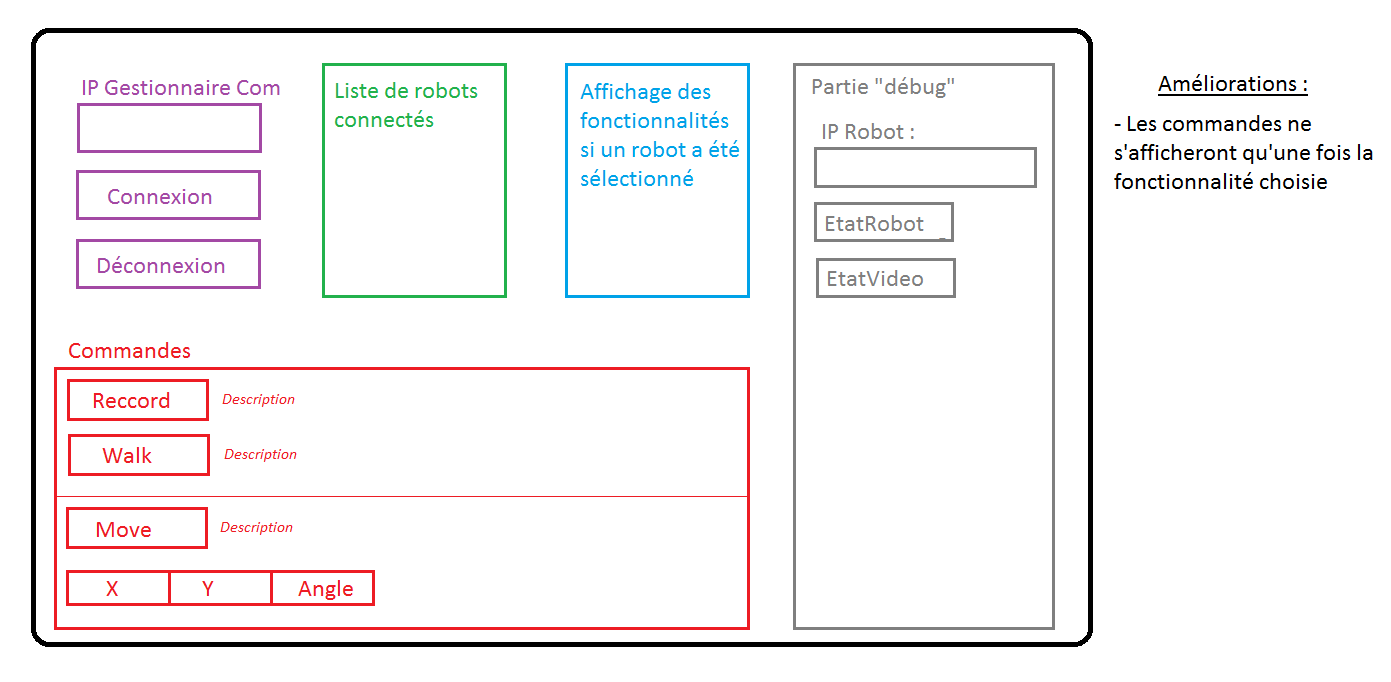 IP Gestionnaire Com
Connexion
Déconnexion
Liste de robots
connectés
Affichage des
fonctionnalités
si un robot a été
sélectionné
Partie "débug"
IP Robot :
EtatRobot
EtatVideo
Commandes
Reccord
Description
Walk
Description
Move
Description
X
Y
Angle
Améliorations :
- Les commandes ne
s'afficheront qu'une fois la
fonctionnalité choisie